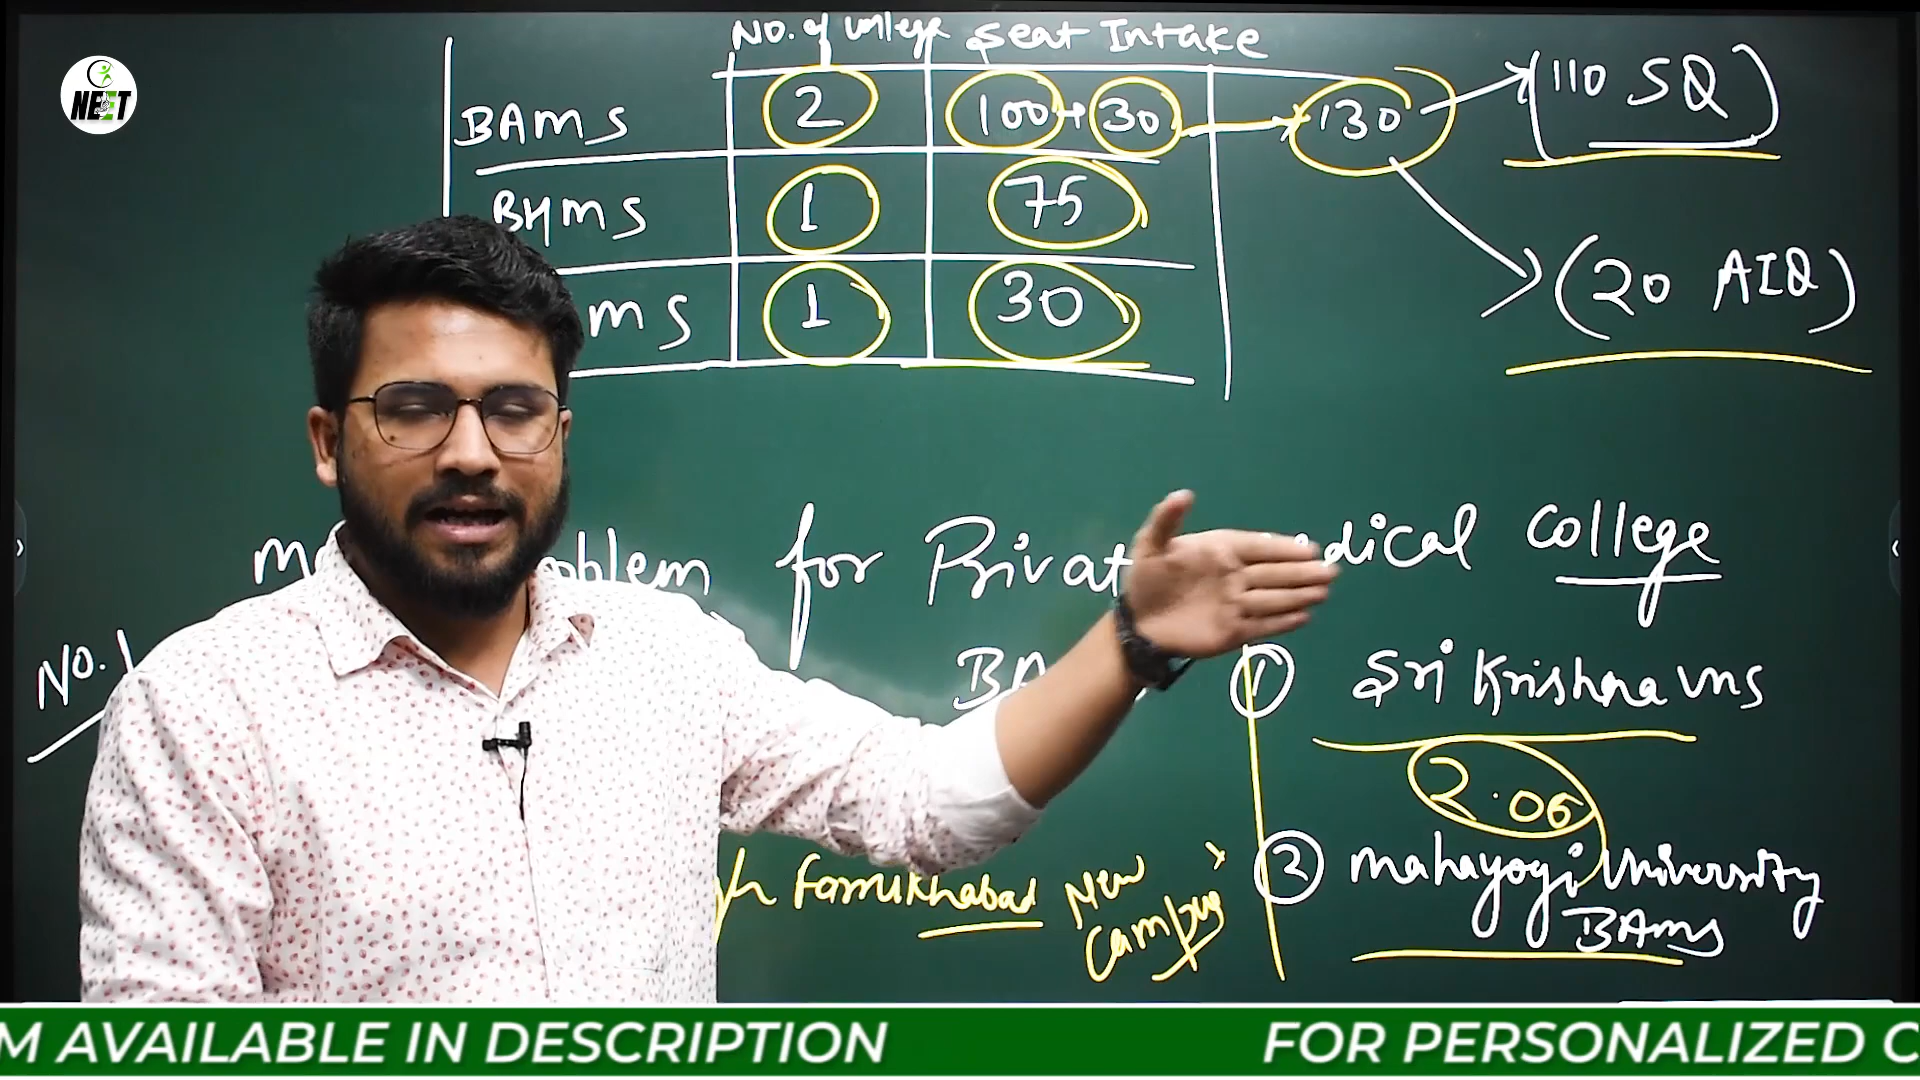 No. of college Seat Intake
BAMS 2 100+30 130 (110 SQ)
BHMS 1 75
MS 1 30 (20 AIQ)
NEET
for Privat edical College
No. 1
BA
① Sri Krishna VNS
2.06
② Mahayogi University
BAMS
Farrukhabad New
Campus
M AVAILABLE IN DESCRIPTION FOR PERSONALIZED C